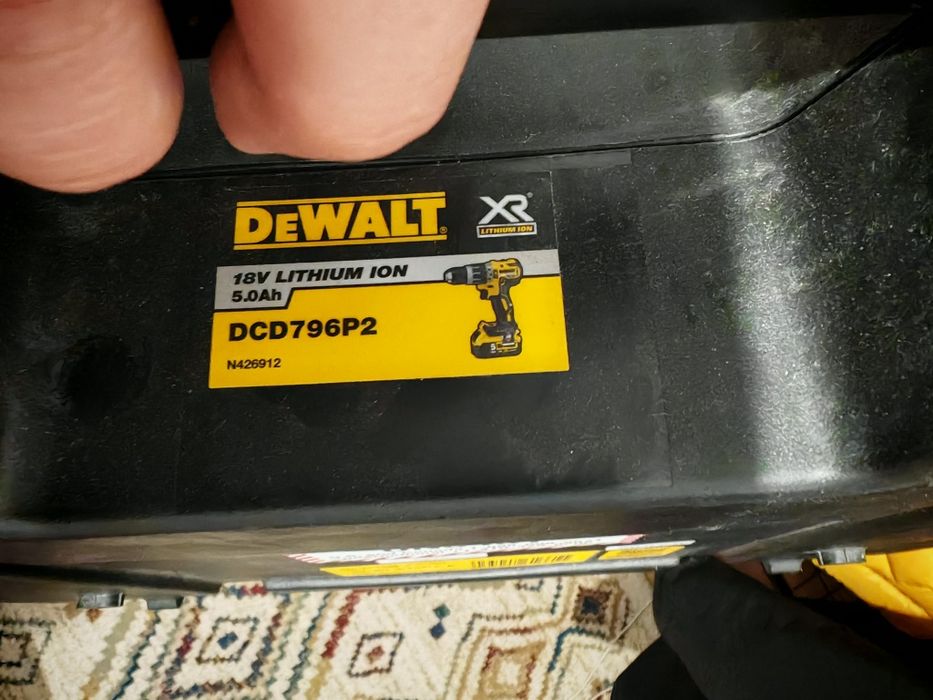 DEWALT®
XR®
LITHIUM ION
18V LITHIUM ION
5.0Ah
DCD796P2
N426912